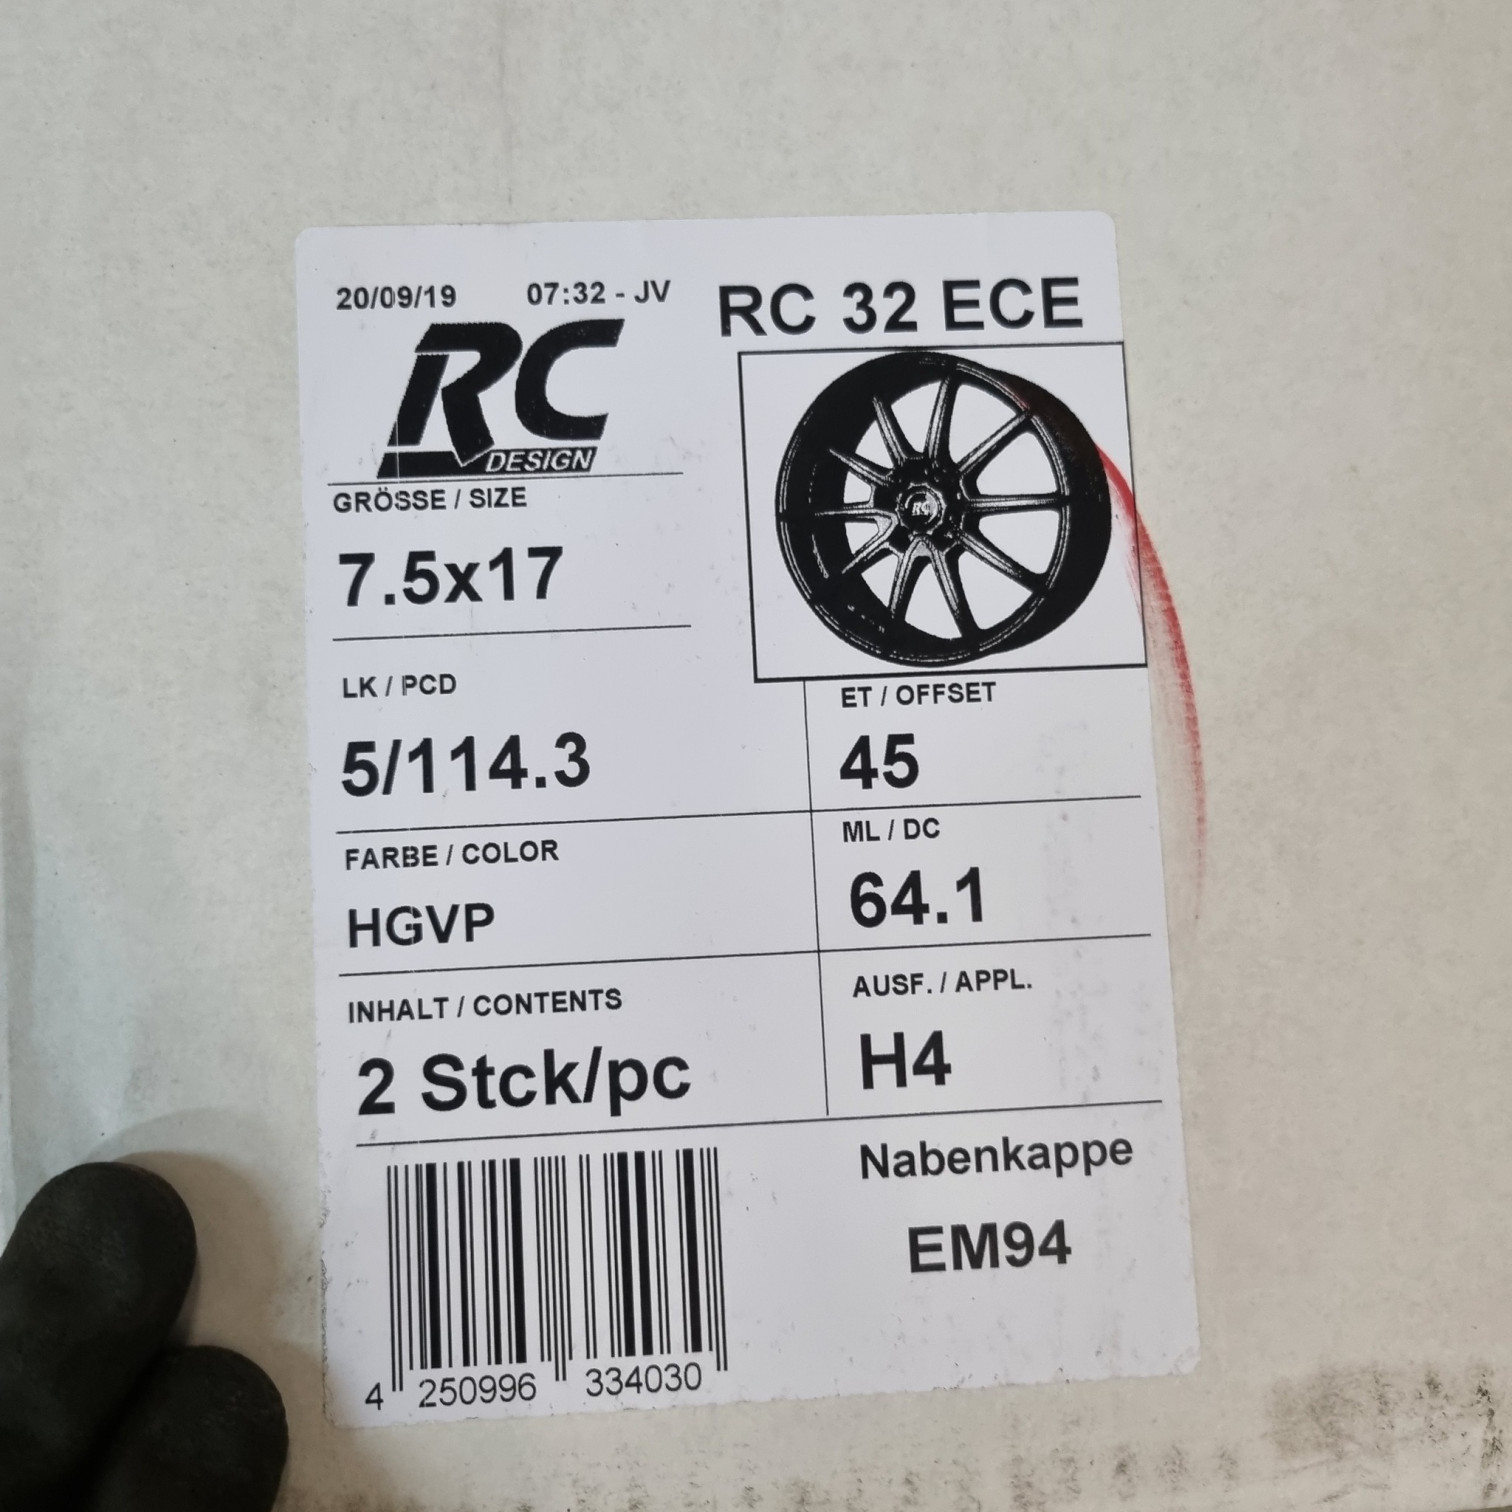 20/09/19 07:32 - JV
RC 32 ECE
RC
DESIGN
RC
GRÖSSE / SIZE
7.5x17
LK / PCD
5/114.3
ET / OFFSET
45
FARBE / COLOR
HGVP
ML / DC
64.1
INHALT / CONTENTS
2 Stck/pc
AUSF. / APPL.
H4
Nabenkappe
EM94
4 250996 334030